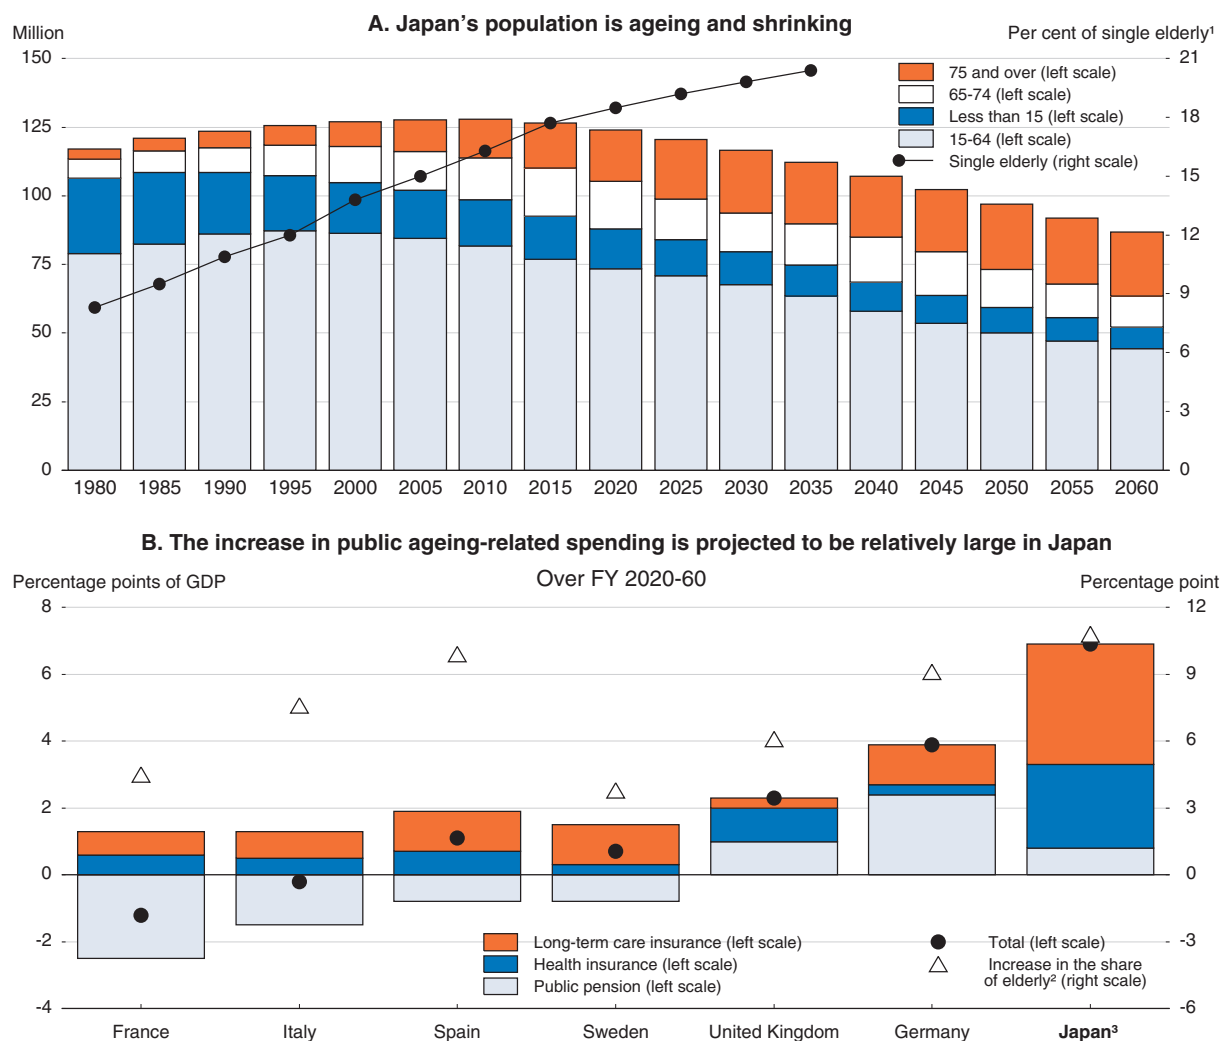 A. Japan's population is ageing and shrinking
Million
Per cent of single elderly¹
150
21
75 and over (left scale)
65-74 (left scale)
125
18
Less than 15 (left scale)
15-64 (left scale)
Single elderly (right scale)
100
15
12
75
9
50
6
25
3
0
0
1980 1985 1990 1995 2000 2005 2010 2015 2020 2025 2030 2035 2040 2045 2050 2055 2060
B. The increase in public ageing-related spending is projected to be relatively large in Japan
Percentage points of GDP
Over FY 2020-60
Percentage point
8
12
6
9
4
6
2
3
0
0
-2
-3
-4
-6
Long-term care insurance (left scale)
Health insurance (left scale)
Public pension (left scale)
Total (left scale)
Increase in the share
of elderly² (right scale)
France Italy Spain Sweden United Kingdom Germany Japan³